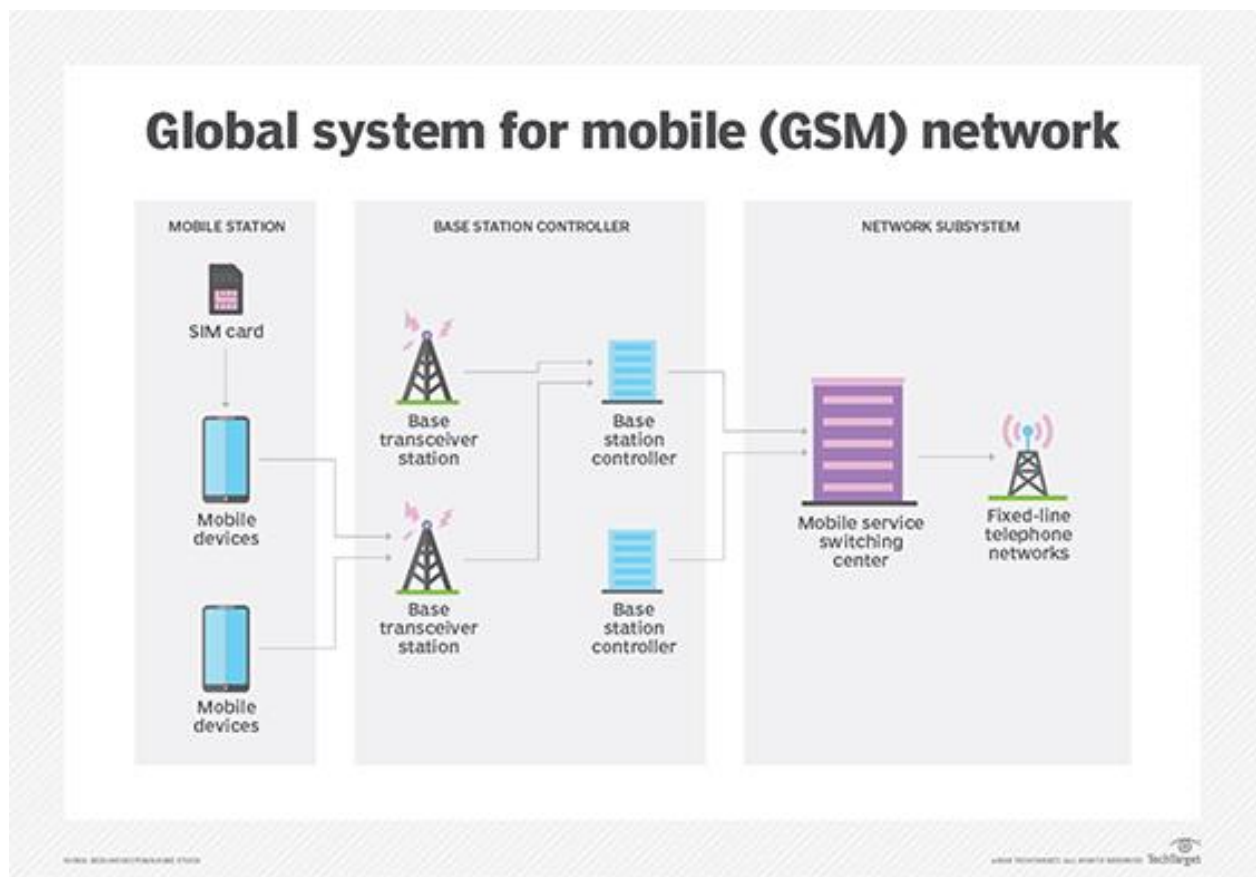 Global system for mobile (GSM) network
MOBILE STATION
SIM card
Mobile
devices
Mobile
devices
BASE STATION CONTROLLER
Base
transceiver
station
Base
station
controller
Base
transceiver
station
Base
station
controller
NETWORK SUBSYSTEM
Mobile service
switching
center
Fixed-line
telephone
networks
TechTarget